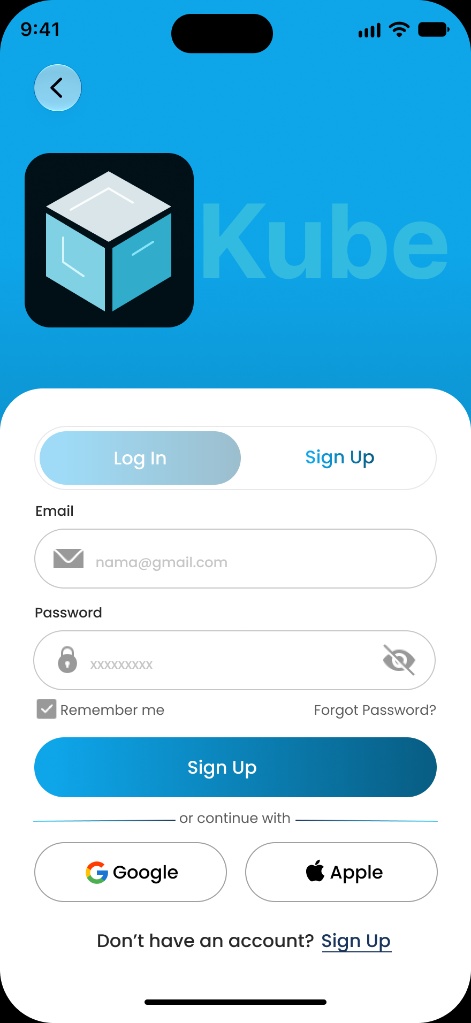 9:41
Kube
Log In Sign Up
Email
nama@gmail.com
Password
xxxxxxxxx
Remember me Forgot Password?
Sign Up
or continue with
Google Apple
Don't have an account? Sign Up